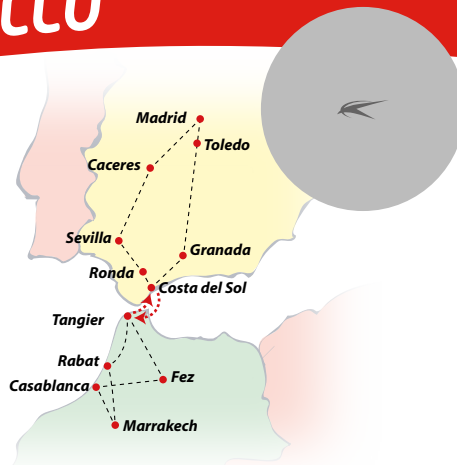 Madrid
Toledo
Caceres
Sevilla
Granada
Ronda
Costa del Sol
Tangier
Rabat
Casablanca
Fez
Marrakech